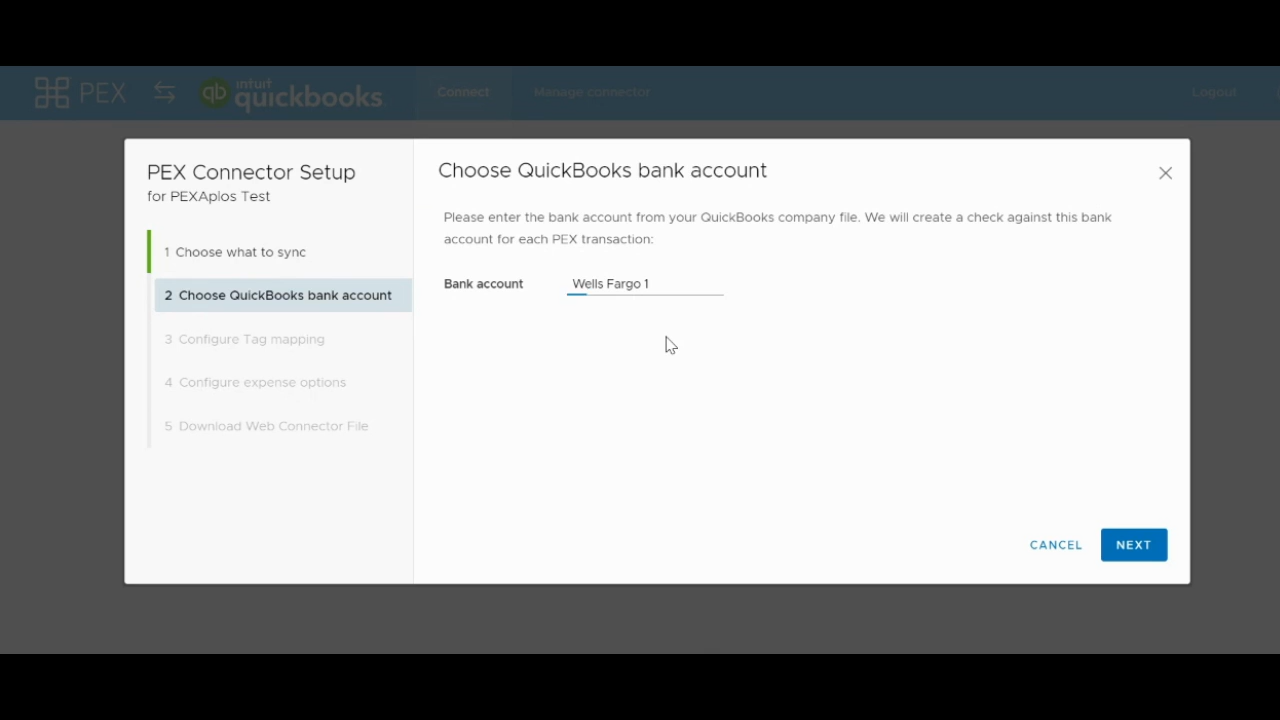 PEX
qb
intuit
quickbooks
Connect
Manage connector
Logout
PEX Connector Setup
for PEXAplos Test
1 Choose what to sync
2 Choose QuickBooks bank account
3 Configure Tag mapping
4 Configure expense options
5 Download Web Connector File
Choose QuickBooks bank account
Please enter the bank account from your QuickBooks company file. We will create a check against this bank
account for each PEX transaction:
Bank account
Wells Fargo 1
CANCEL
NEXT